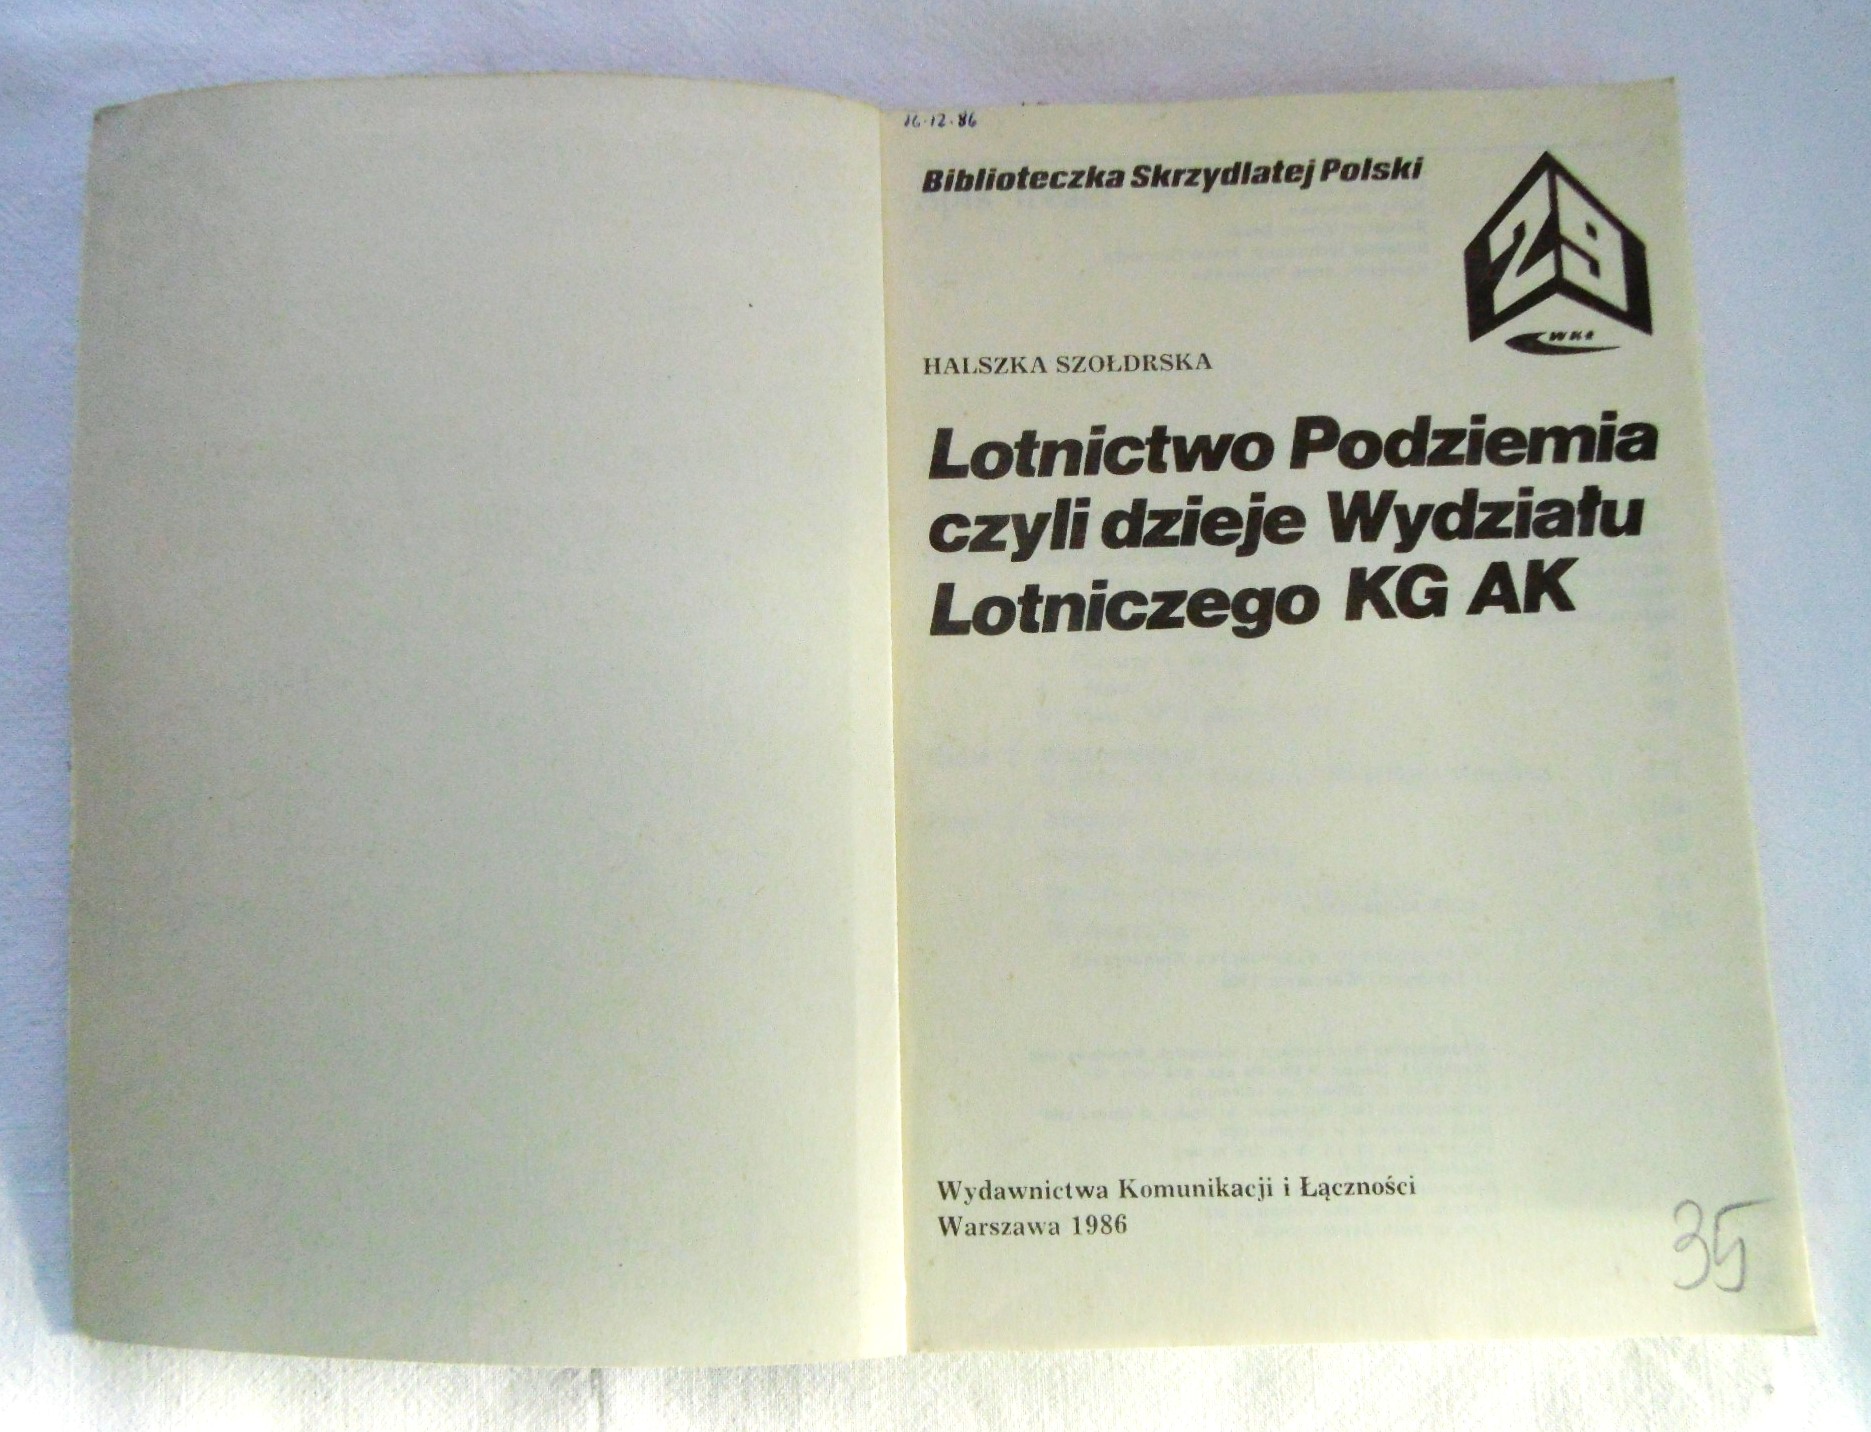 16.12.86
Biblioteczka Skrzydlatej Polski
29
WKŁ
HALSZKA SZOŁDRSKA
Lotnictwo Podziemia
czyli dzieje Wydziału
Lotniczego KG AK
Wydawnictwa Komunikacji i Łączności
Warszawa 1986
35